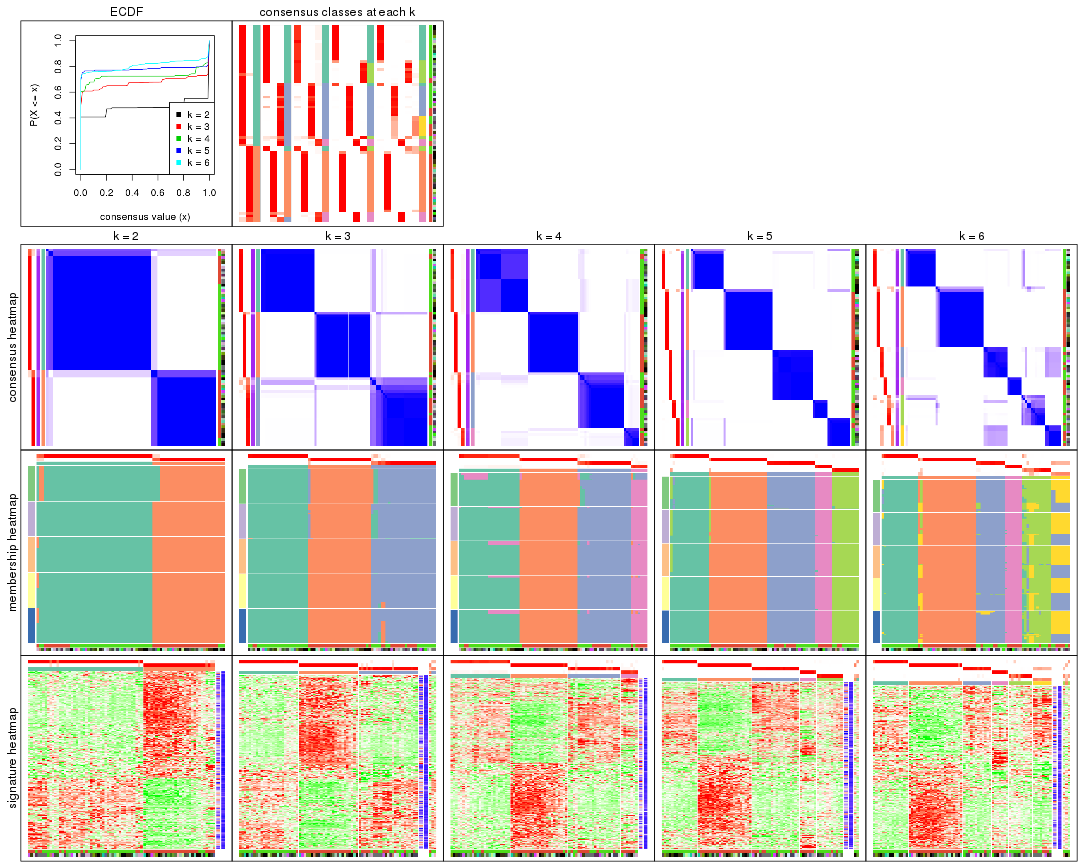 ECDF
consensus classes at each k
P(X <= x)
0.0 0.2 0.4 0.6 0.8 1.0
k = 2
k = 3
k = 4
k = 5
k = 6
0.0 0.2 0.4 0.6 0.8 1.0
consensus value (x)
k = 2
k = 3
k = 4
k = 5
k = 6
consensus heatmap
membership heatmap
signature heatmap